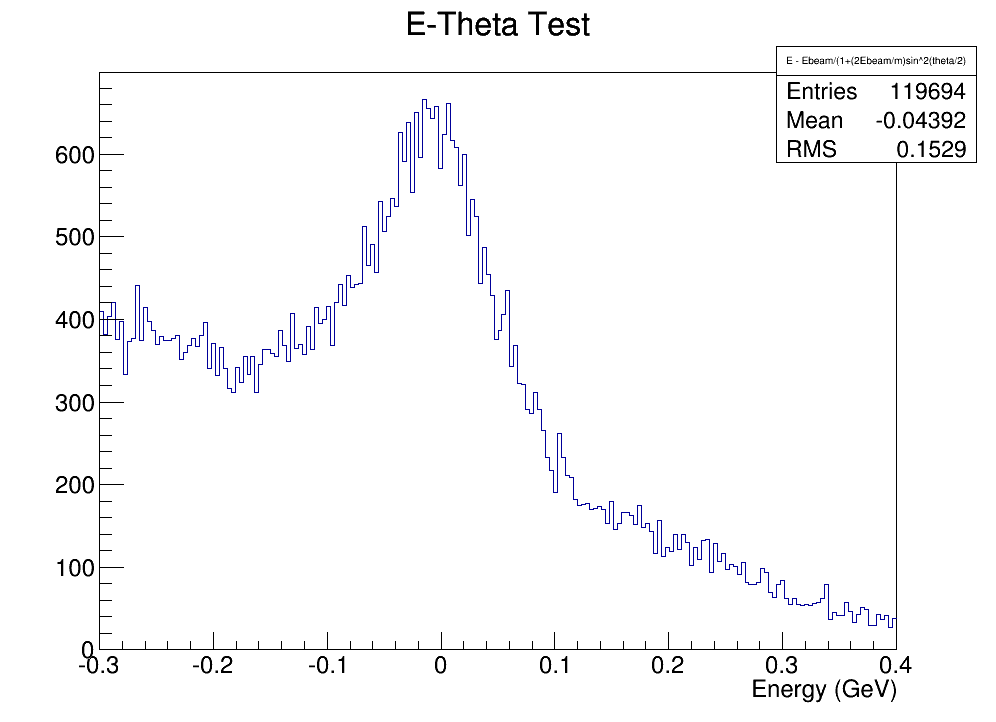 E-Theta Test
E - Ebeam/(1+(2Ebeam/m)sin^2(theta/2)
Entries 119694
Mean -0.04392
RMS 0.1529
600
500
400
300
200
100
0
-0.3 -0.2 -0.1 0 0.1 0.2 0.3 0.4
Energy (GeV)